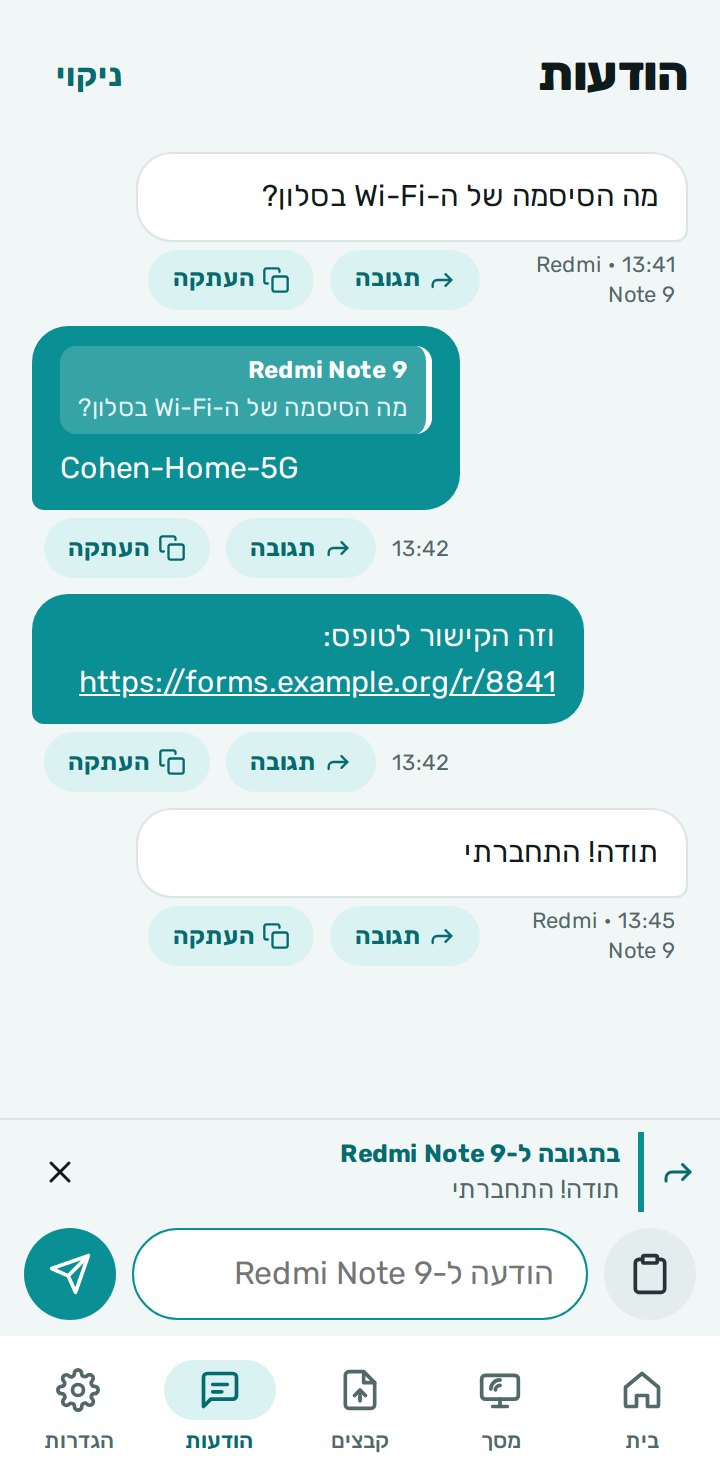 הודעות
ניקוי
מה הסיסמה של ה-Wi-Fi בסלון?
Redmi • 13:41
Note 9
תגובה
העתקה
Redmi Note 9
מה הסיסמה של ה-Wi-Fi בסלון?
Cohen-Home-5G
13:42
תגובה
העתקה
וזה הקישור לטופס:
https://forms.example.org/r/8841
13:42
תגובה
העתקה
תודה! התחברתי
Redmi • 13:45
Note 9
תגובה
העתקה
בתגובה ל-Redmi Note 9
תודה! התחברתי
הודעה ל-Redmi Note 9
בית
מסך
קבצים
הודעות
הגדרות